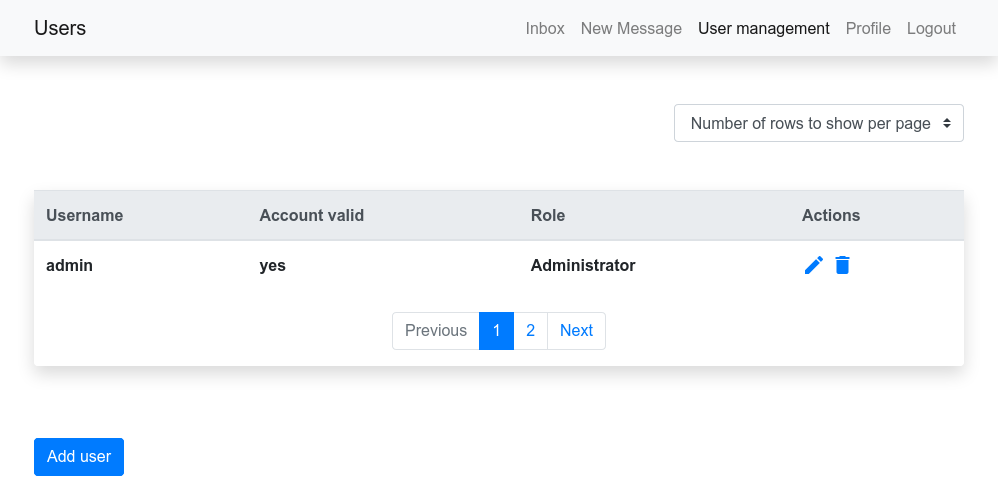 Users Inbox New Message User management Profile Logout
Number of rows to show per page
Username Account valid Role Actions
admin yes Administrator
Previous 1 2 Next
Add user